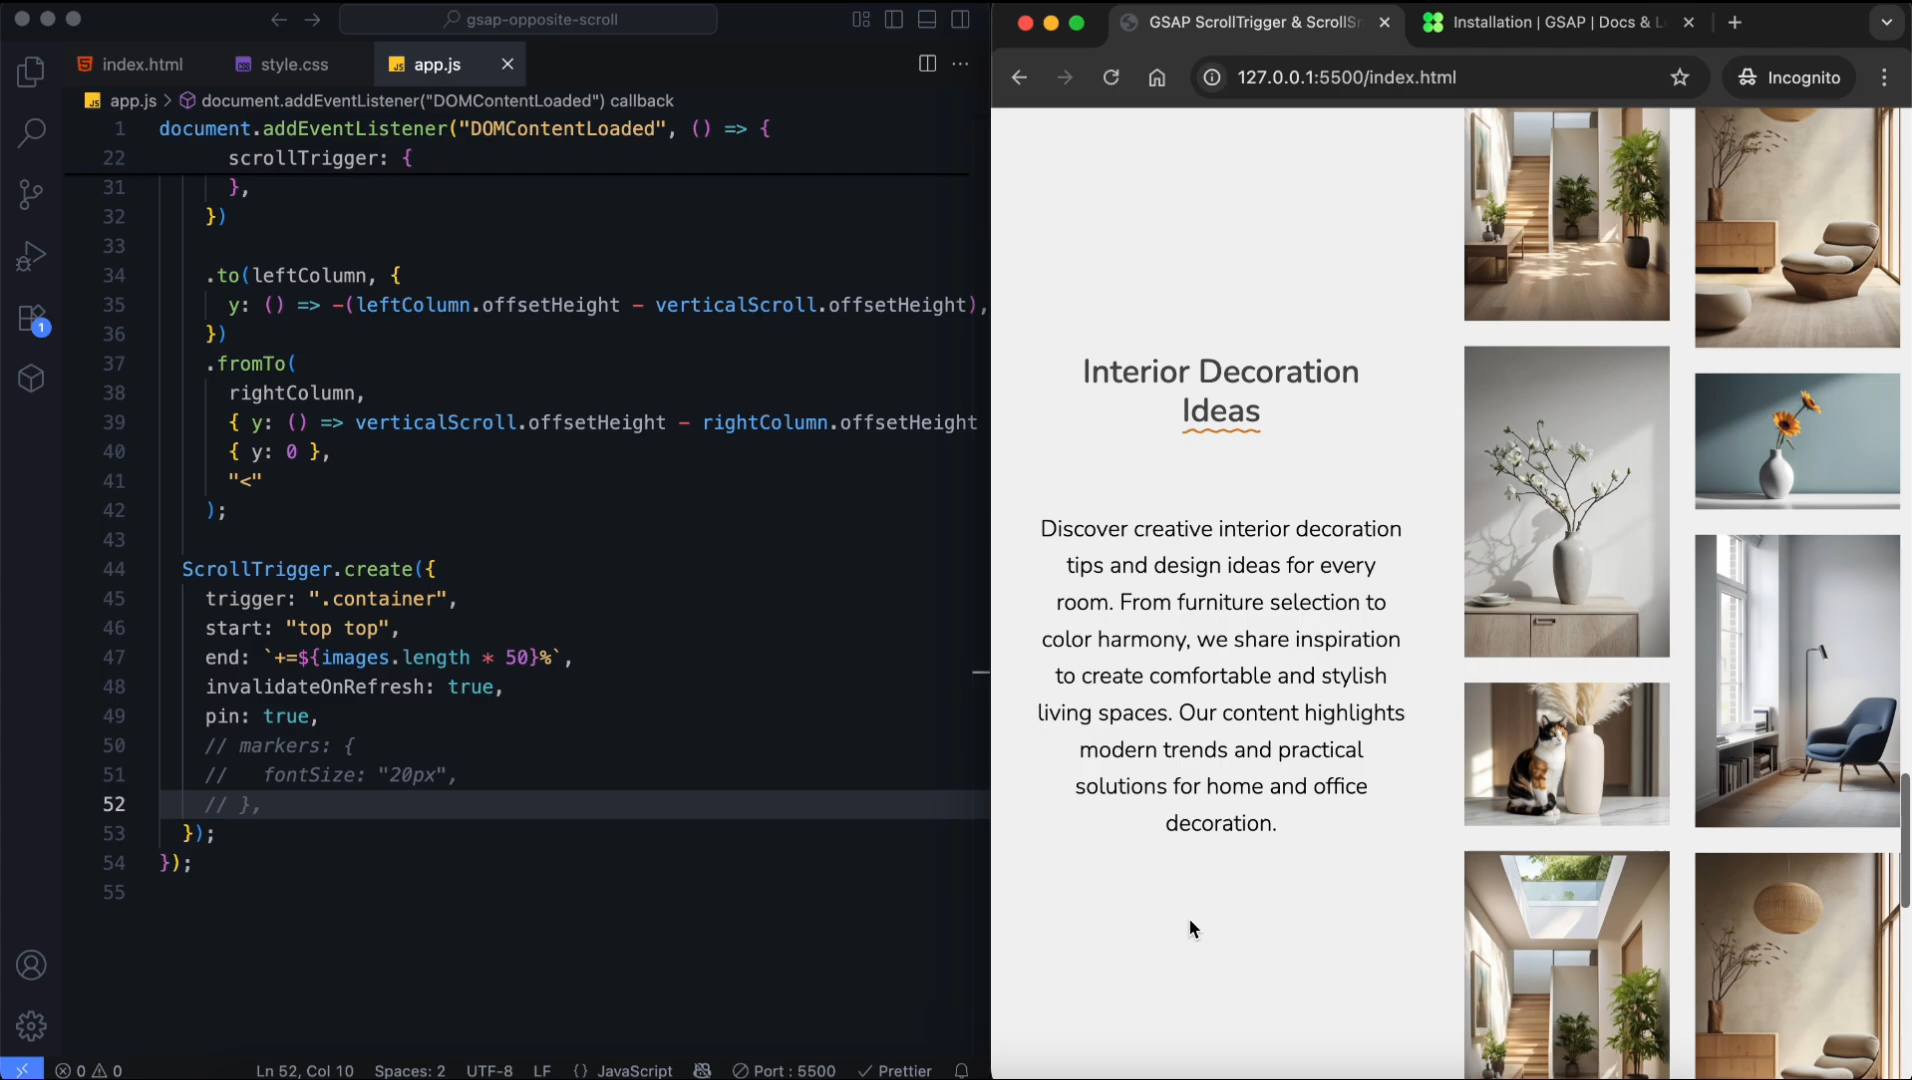 gsap-opposite-scroll
index.html
style.css
app.js
app.js > document.addEventListener("DOMContentLoaded") callback
1 document.addEventListener("DOMContentLoaded", () => {
22 scrollTrigger: {
31 },
32 })
33
34 .to(leftColumn, {
35 y: () => -(leftColumn.offsetHeight - verticalScroll.offsetHeight),
36 })
37 .fromTo(
38 rightColumn,
39 { y: () => verticalScroll.offsetHeight - rightColumn.offsetHeight
40 { y: 0 },
41 "<"
42 );
43
44 ScrollTrigger.create({
45 trigger: ".container",
46 start: "top top",
47 end: `+=${images.length * 50}%`,
48 invalidateOnRefresh: true,
49 pin: true,
50 // markers: {
51 //   fontSize: "20px",
52 // },
53 });
54 });
55
1
0 0
Ln 52, Col 10
Spaces: 2
UTF-8
LF
{} JavaScript
Port : 5500
Prettier
GSAP ScrollTrigger & ScrollSm
Installation | GSAP | Docs & L
127.0.0.1:5500/index.html
Incognito
Interior Decoration
Ideas
Discover creative interior decoration
tips and design ideas for every
room. From furniture selection to
color harmony, we share inspiration
to create comfortable and stylish
living spaces. Our content highlights
modern trends and practical
solutions for home and office
decoration.